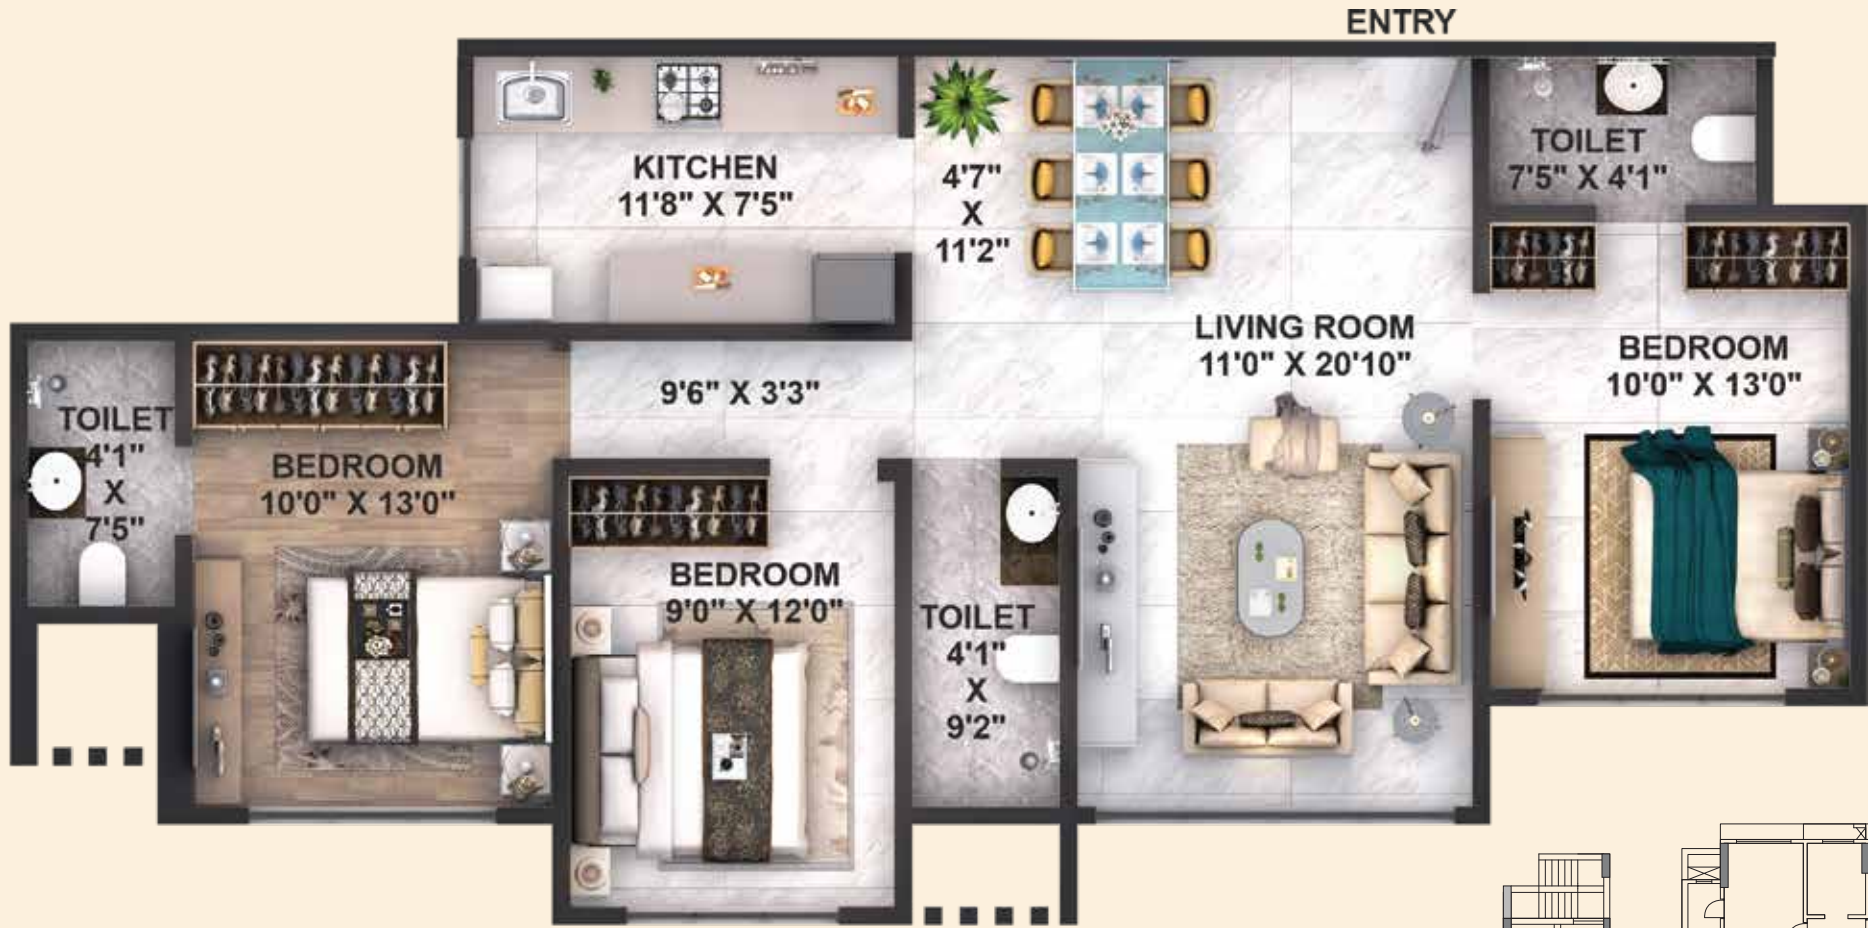 ENTRY
KITCHEN
11'8" X 7'5"
4'7"
X
11'2"
TOILET
7'5" X 4'1"
LIVING ROOM
11'0" X 20'10"
BEDROOM
10'0" X 13'0"
9'6" X 3'3"
TOILET
4'1"
X
7'5"
BEDROOM
10'0" X 13'0"
BEDROOM
9'0" X 12'0"
TOILET
4'1"
X
9'2"